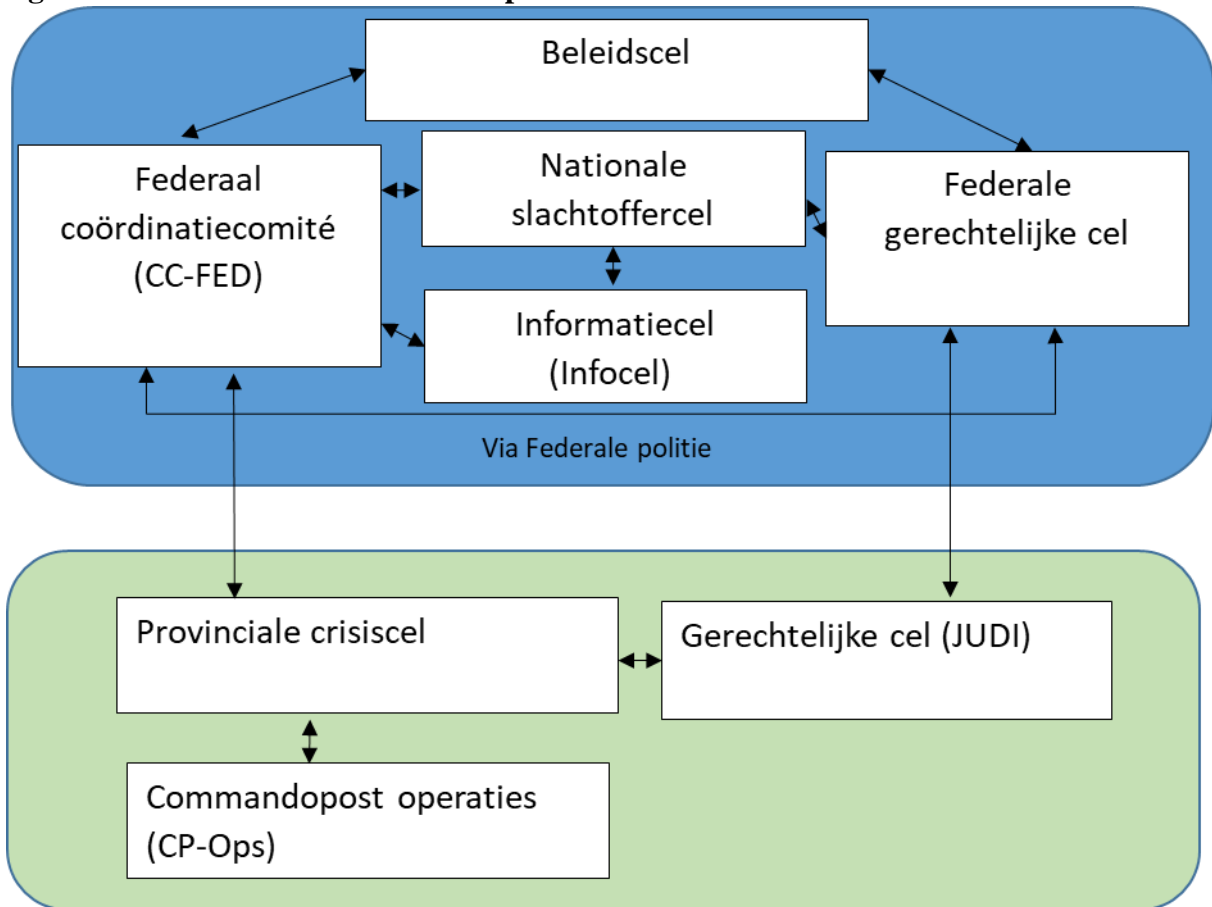 Beleidscel
Federaal
coördinatiecomité
(CC-FED)
Nationale
slachtoffercel
Federale
gerechtelijke cel
Informatiecel
(Infocel)
Via Federale politie
Provinciale crisiscel
Gerechtelijke cel (JUDI)
Commandopost operaties
(CP-Ops)